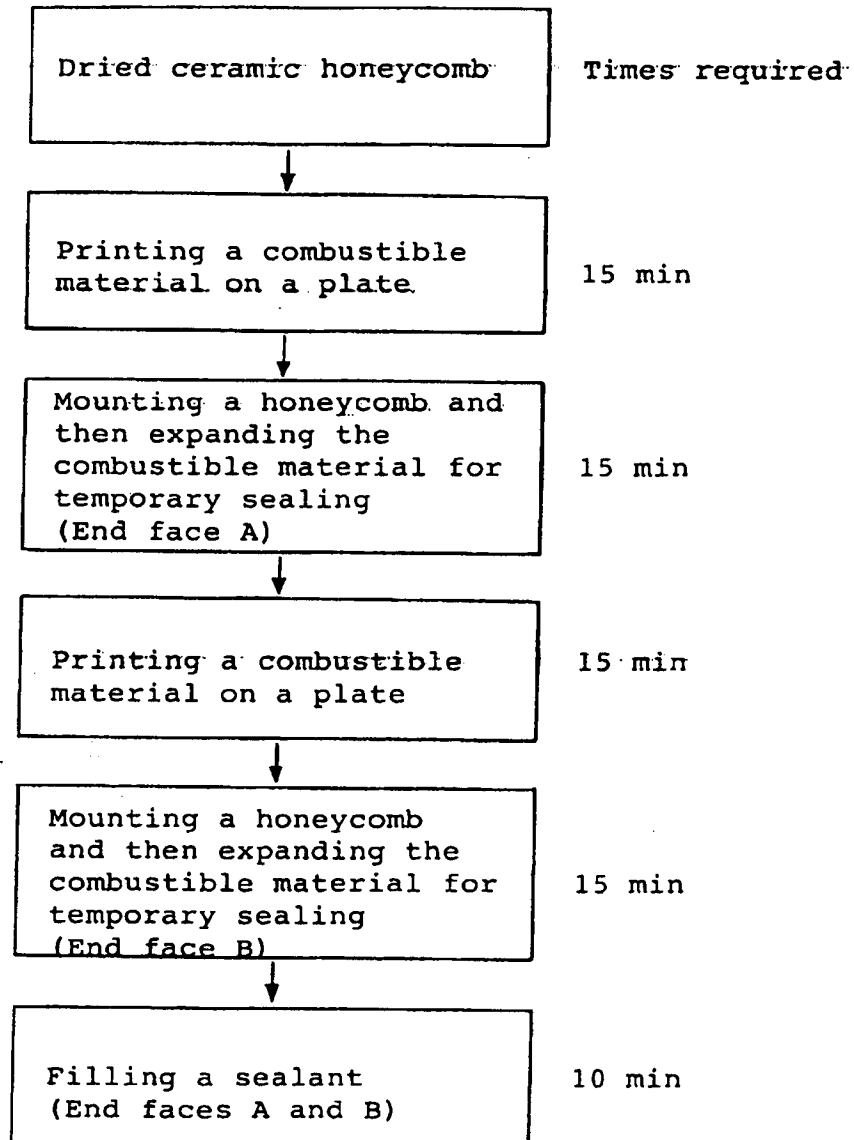 Dried ceramic honeycomb
Times required
Printing a combustible
material on a plate
15 min
Mounting a honeycomb and
then expanding the
combustible material for
temporary sealing
(End face A)
15 min
Printing a combustible
material on a plate
15 min
Mounting a honeycomb
and then expanding the
combustible material for
temporary sealing
(End face B)
15 min
Filling a sealant
(End faces A and B)
10 min